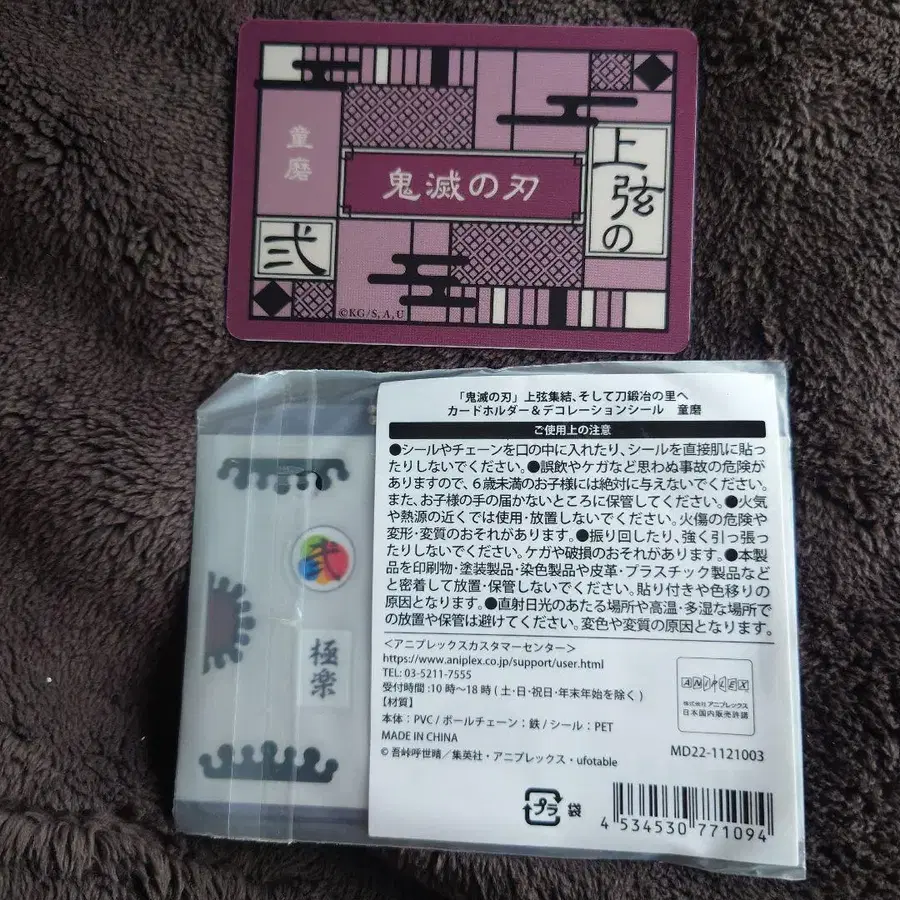 童磨
鬼滅の刃
上弦の
弐
©KG/S, A, U
「鬼滅の刃」上弦集結、そして刀鍛冶の里へ
カードホルダー＆デコレーションシール　童磨
ご使用上の注意
●シールやチェーンを口の中に入れたり、シールを直接肌に貼っ
たりしないでください。●誤飲やケガなど思わぬ事故の危険が
ありますので、６歳未満のお子様には絶対に与えないでください。
また、お子様の手の届かないところに保管してください。●火気
や熱源の近くでは使用・放置しないでください。火傷の危険や
変形・変質のおそれがあります。●振り回したり、強く引っ張っ
たりしないでください。ケガや破損のおそれがあります。●本製
品を印刷物・塗装製品・染色製品や皮革・プラスチック製品などと
と密着して放置・保管しないでください。貼り付きや色移りの
原因となります。●直射日光のあたる場所や高温・多湿な場所で
の放置や保管は避けてください。変色や変質の原因となります。
＜アニプレックスカスタマーセンター＞
https://www.aniplex.co.jp/support/user.html
TEL: 03-5211-7555
受付時間：10時～18時（土・日・祝日・年末年始を除く）
【材質】
本体：PVC / ボールチェーン：鉄 / シール：PET
MADE IN CHINA
© 吾峠呼世晴／集英社・アニプレックス・ufotable
ANIPLEX
株式会社アニプレックス
日本国内販売許諾
MD22-1121003
プラ 袋
4 534530 771094
弐
極楽